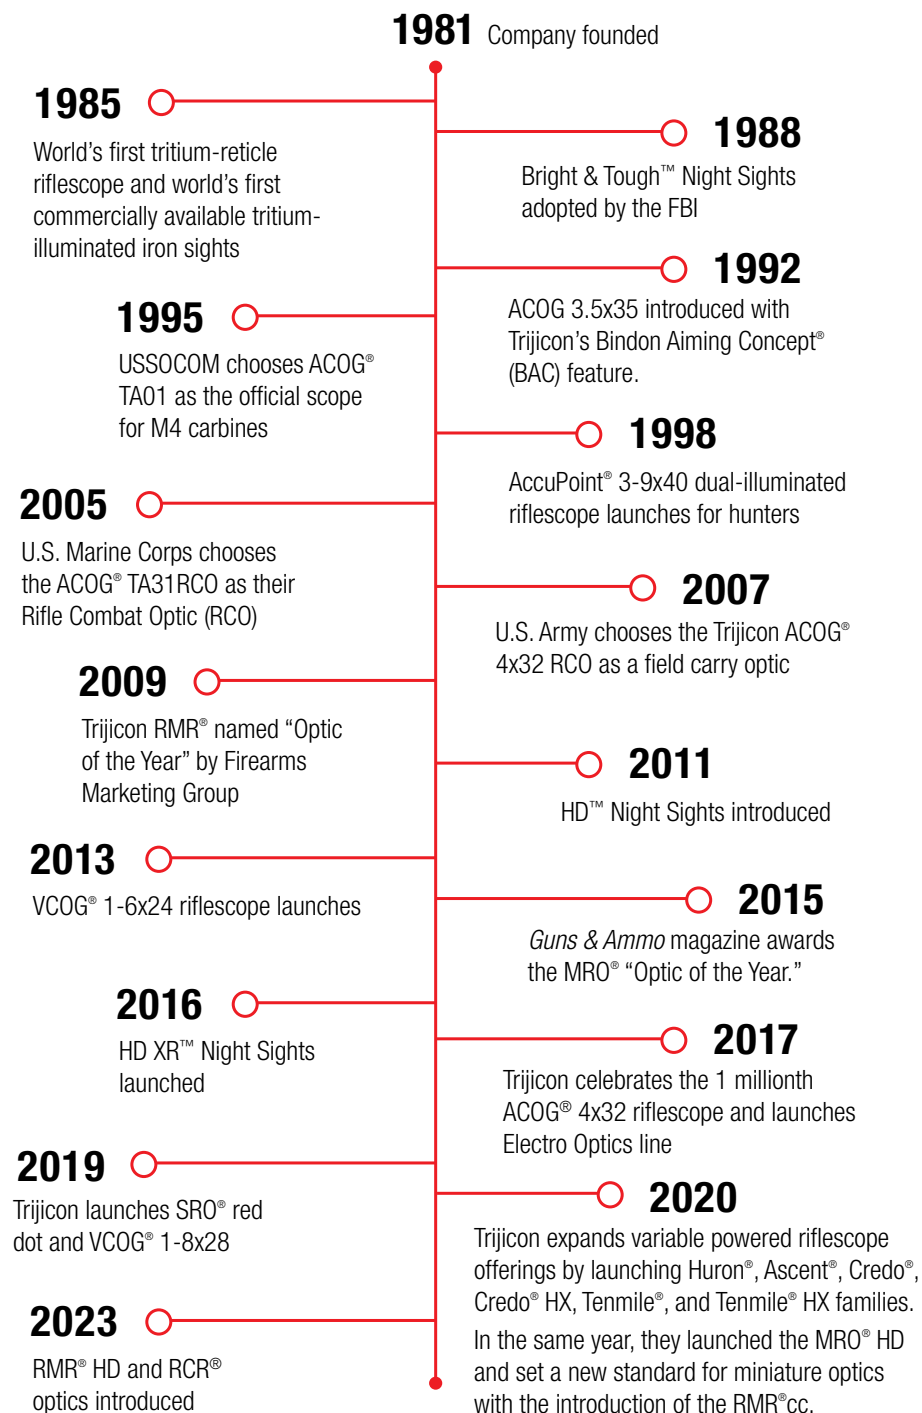 1981 Company founded
1985
World’s first tritium-reticle
riflescope and world’s first
commercially available tritium-
illuminated iron sights
1988
Bright & Tough™ Night Sights
adopted by the FBI
1992
ACOG 3.5x35 introduced with
Trijicon’s Bindon Aiming Concept®
(BAC) feature.
1995
USSOCOM chooses ACOG®
TA01 as the official scope
for M4 carbines
1998
AccuPoint® 3-9x40 dual-illuminated
riflescope launches for hunters
2005
U.S. Marine Corps chooses
the ACOG® TA31RCO as their
Rifle Combat Optic (RCO)
2007
U.S. Army chooses the Trijicon ACOG®
4x32 RCO as a field carry optic
2009
Trijicon RMR® named “Optic
of the Year” by Firearms
Marketing Group
2011
HD™ Night Sights introduced
2013
VCOG® 1-6x24 riflescope launches
2015
Guns & Ammo magazine awards
the MRO® “Optic of the Year.”
2016
HD XR™ Night Sights
launched
2017
Trijicon celebrates the 1 millionth
ACOG® 4x32 riflescope and launches
Electro Optics line
2019
Trijicon launches SRO® red
dot and VCOG® 1-8x28
2020
Trijicon expands variable powered riflescope
offerings by launching Huron®, Ascent®, Credo®,
Credo® HX, Tenmile®, and Tenmile® HX families.
In the same year, they launched the MRO® HD
and set a new standard for miniature optics
with the introduction of the RMR®cc.
2023
RMR® HD and RCR®
optics introduced